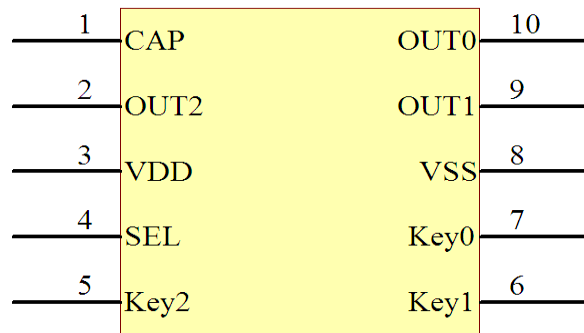 1 CAP OUT0 10
2 OUT2 OUT1 9
3 VDD VSS 8
4 SEL Key0 7
5 Key2 Key1 6